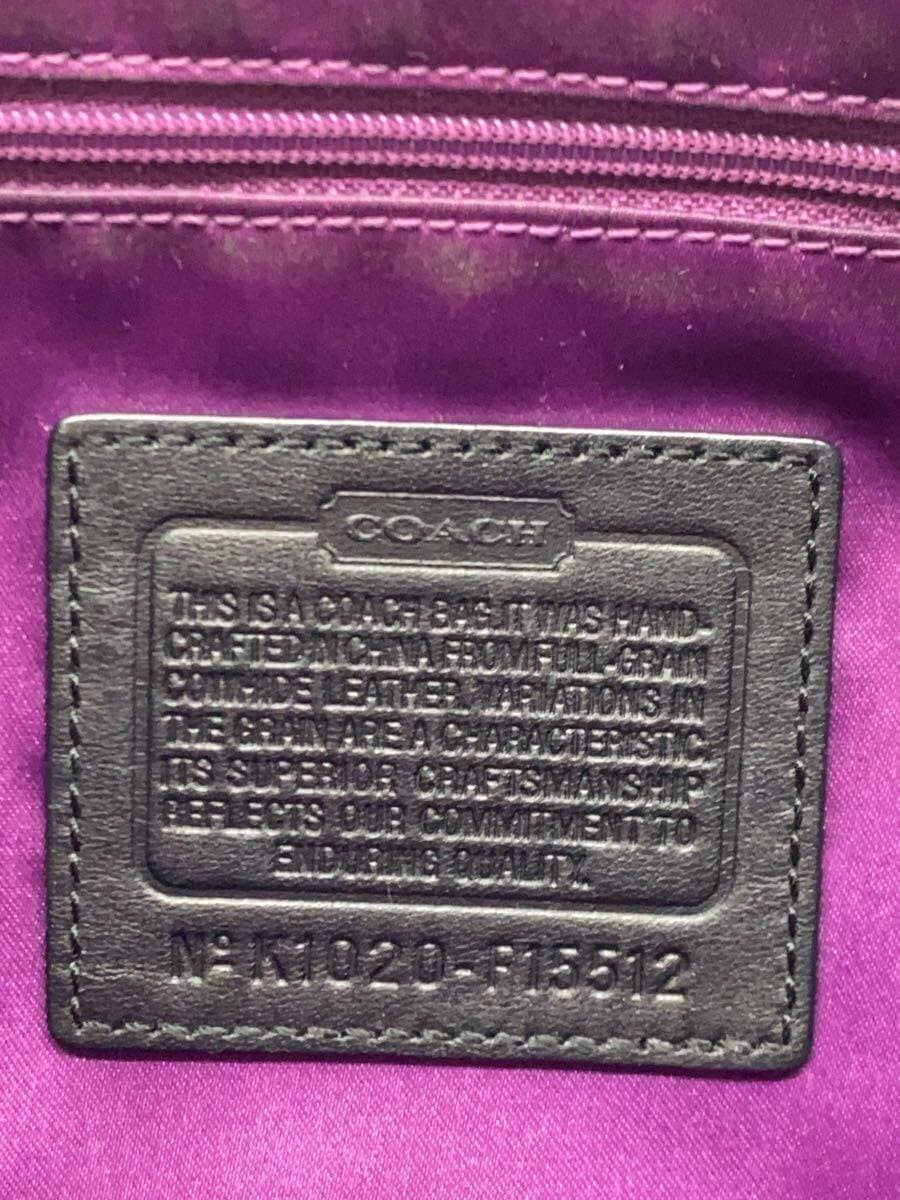 COACH
THIS IS A COACH BAG. IT WAS HAND-
CRAFTED IN CHINA FROM FULL-GRAIN
COWHIDE LEATHER. VARIATIONS IN
THE GRAIN ARE A CHARACTERISTIC.
ITS SUPERIOR CRAFTSMANSHIP
REFLECTS OUR COMMITMENT TO
ENDURING QUALITY.
Nº K1020-F15512